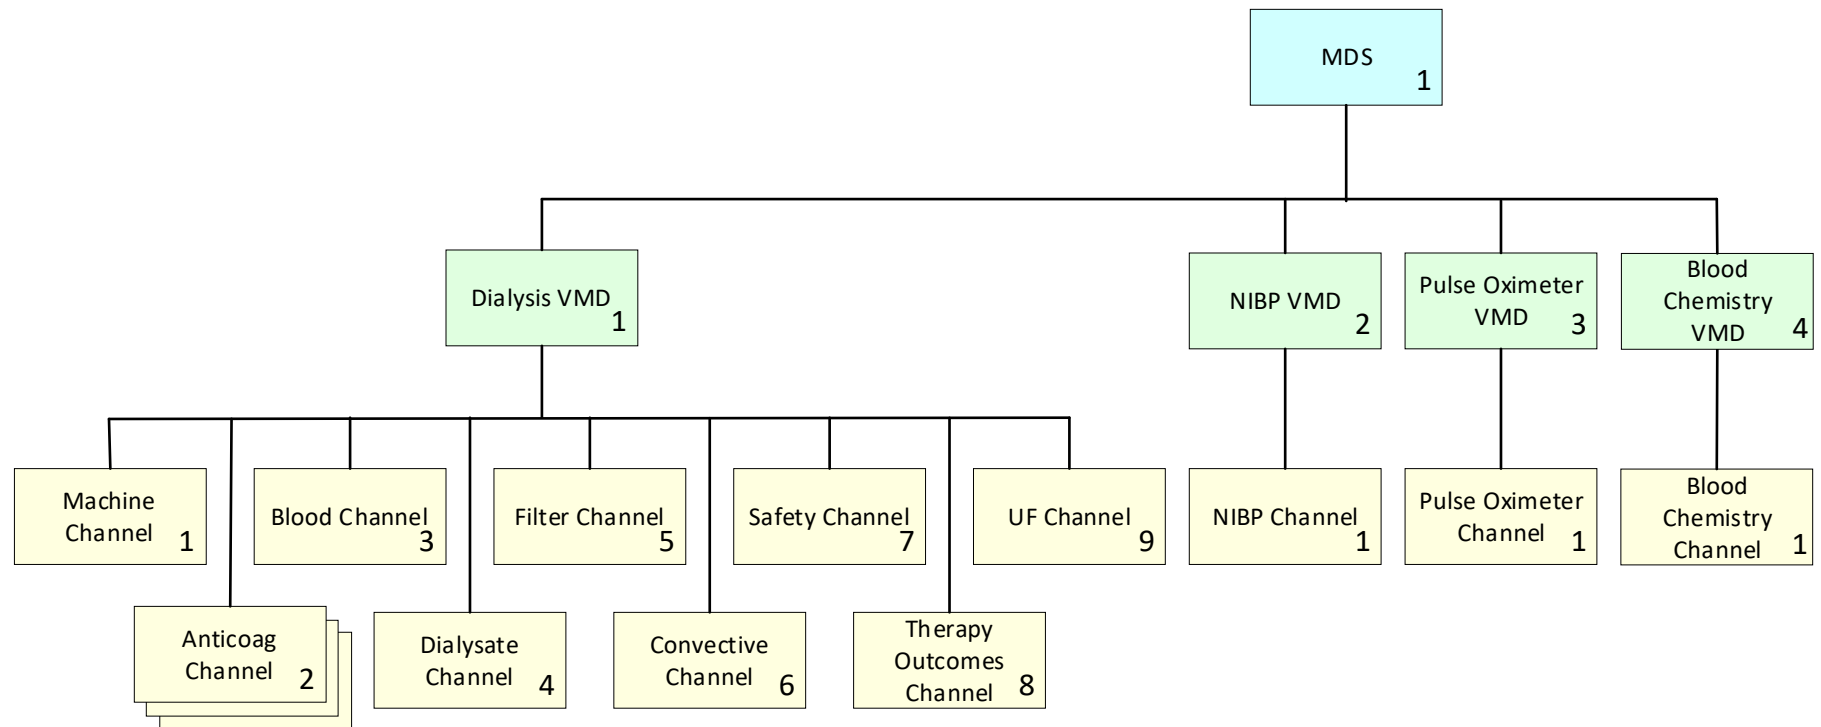 MDS
1
Dialysis VMD
1
NIBP VMD
2
Pulse Oximeter
VMD
3
Blood
Chemistry
VMD
4
Machine
Channel
1
Blood Channel
3
Filter Channel
5
Safety Channel
7
UF Channel
9
NIBP Channel
1
Pulse Oximeter
Channel
1
Blood
Chemistry
Channel
1
Anticoag
Channel
2
Dialysate
Channel
4
Convective
Channel
6
Therapy
Outcomes
Channel
8